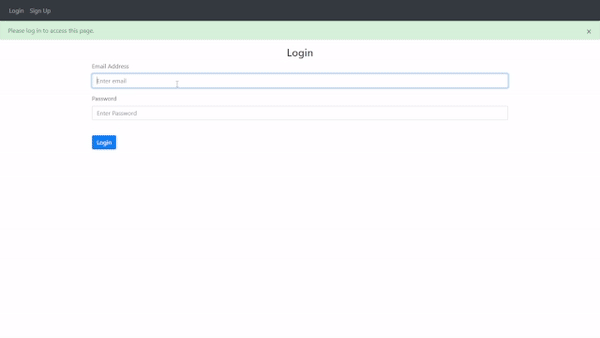 Login Sign Up
Please log in to access this page. ×
Login
Email Address
Enter email
Password
Enter Password
Login